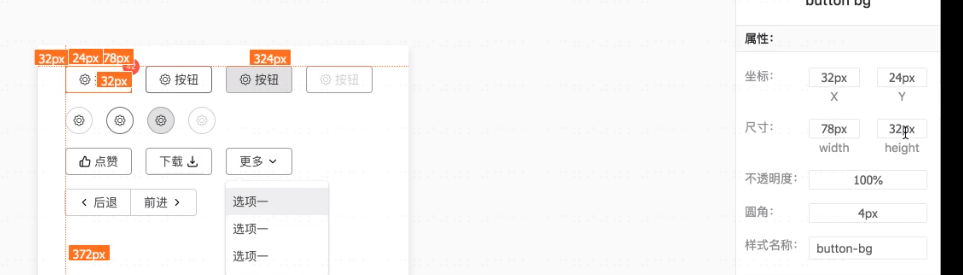 button bg
属性：
32px 24px 78px 324px
按钮 按钮 按钮
32px
坐标： 32px 24px
X Y
尺寸： 78px 32px
width height
点赞 下载 更多
不透明度： 100%
后退 前进
选项一
圆角： 4px
选项一
样式名称： button-bg
372px 选项一